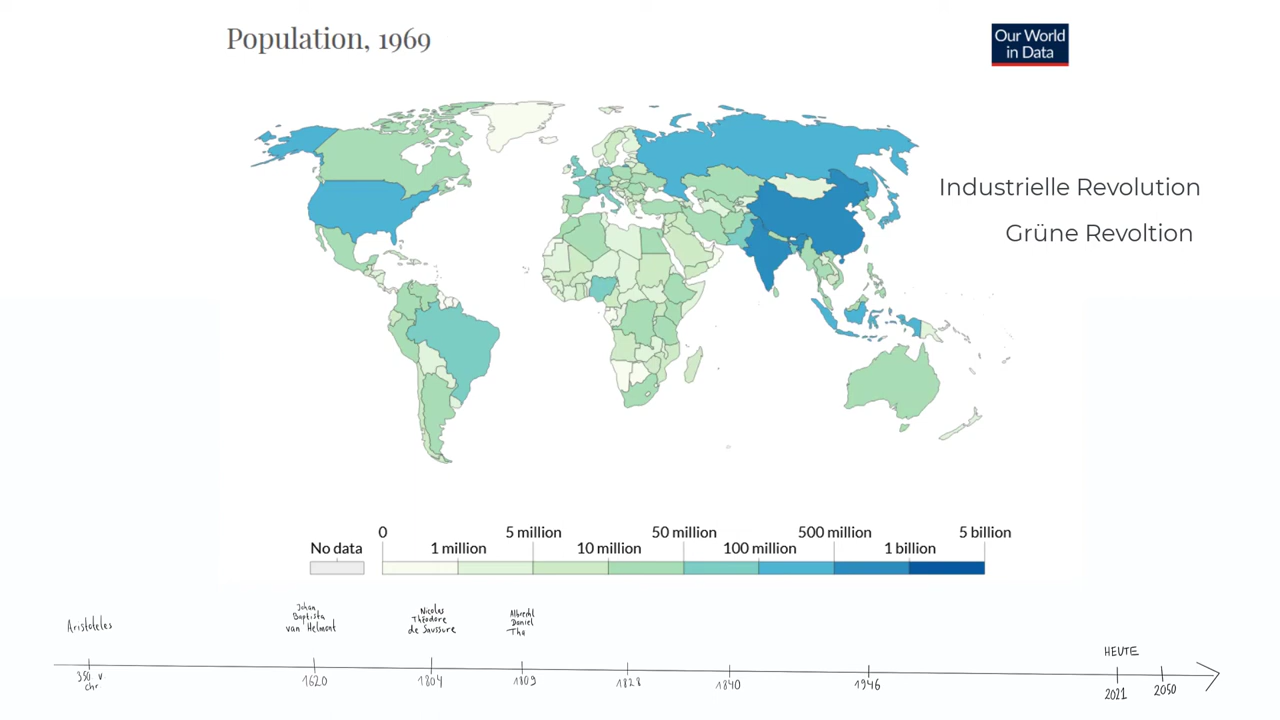 Population, 1969
Our World
in Data
Industrielle Revolution
Grüne Revoltion
0
5 million
50 million
500 million
5 billion
No data
1 million
10 million
100 million
1 billion
Aristoteles
Johan
Baptista
van Helmont
Nicolas
Théodore
de Saussure
Albrecht
Daniel
Tha
HEUTE
350 v
Chr
1620
1804
1809
1828
1840
1946
2021
2050